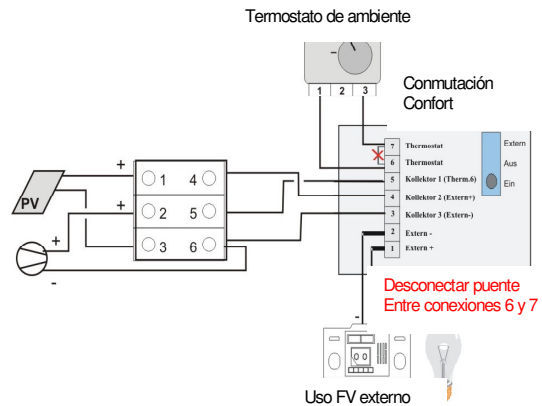 Termostato de ambiente
1 2 3
Conmutación
Confort
7 Thermostat
6 Thermostat
5 Kollektor 1 (Therm.6)
4 Kollektor 2 (Extern+)
3 Kollektor 3 (Extern-)
2 Extern -
1 Extern +
Extern
Aus
Ein
PV
+
+
+
-
1 4
2 5
3 6
Desconectar puente
Entre conexiones 6 y 7
-
Uso FV externo